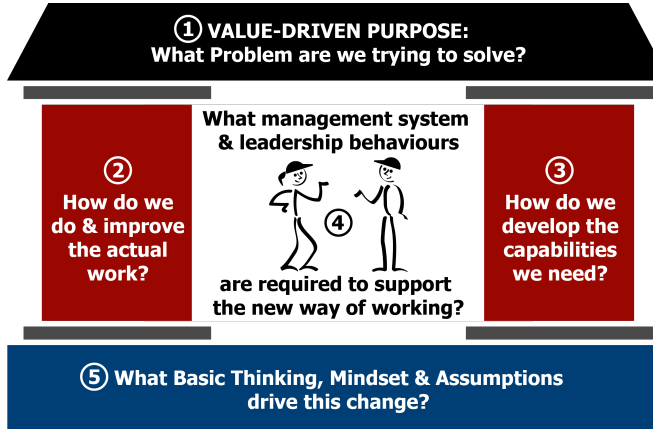 ① VALUE-DRIVEN PURPOSE:
What Problem are we trying to solve?
②
How do we
do & improve
the actual
work?
What management system
& leadership behaviours
④
are required to support
the new way of working?
③
How do we
develop the
capabilities
we need?
⑤ What Basic Thinking, Mindset & Assumptions
drive this change?